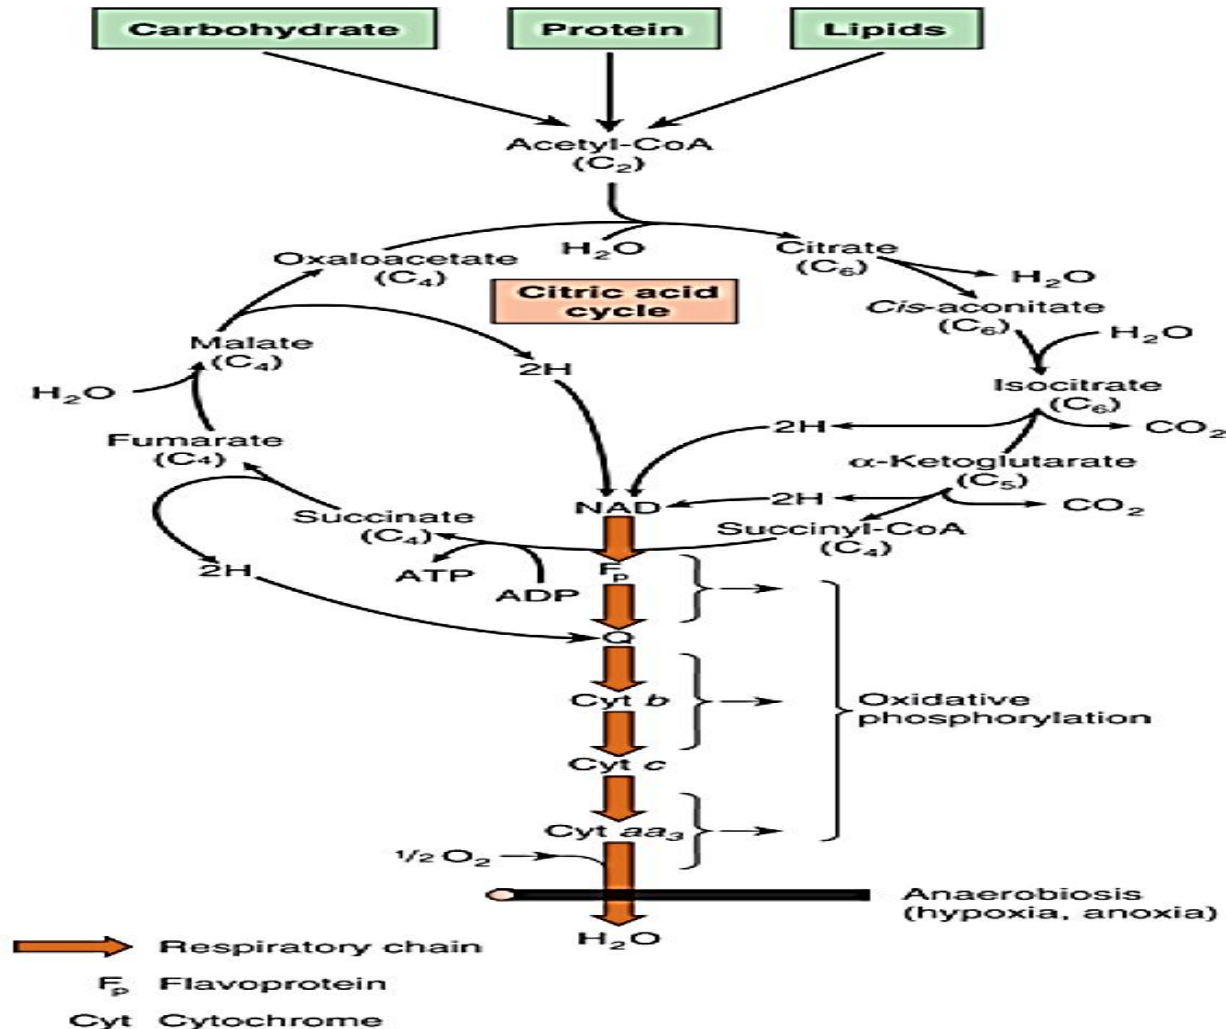 Carbohydrate
Protein
Lipids
Acetyl-CoA
(C₂)
H₂O
Oxaloacetate
(C₄)
Citrate
(C₆)
H₂O
Citric acid
cycle
Cis-aconitate
(C₆)
H₂O
Malate
(C₄)
2H
Isocitrate
(C₆)
H₂O
2H
CO₂
Fumarate
(C₄)
α-Ketoglutarate
(C₅)
2H
CO₂
NAD
Succinate
(C₄)
Succinyl-CoA
(C₄)
2H
ATP
ADP
Fₚ
Q
Cyt b
Oxidative
phosphorylation
Cyt c
Cyt aa₃
½ O₂
Anaerobiosis
(hypoxia, anoxia)
H₂O
Respiratory chain
Fₚ Flavoprotein
Cyt Cytochrome